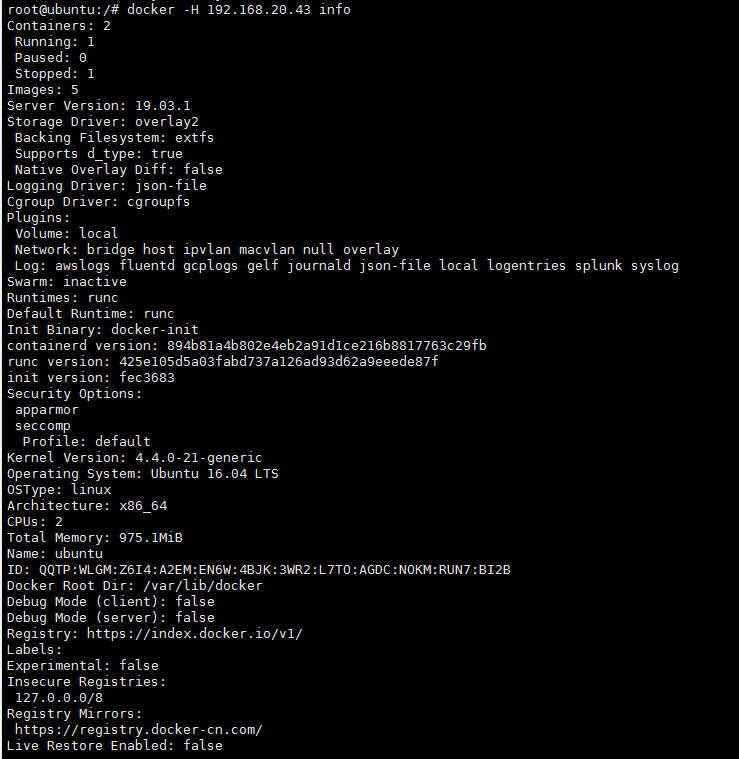 root@ubuntu:/# docker -H 192.168.20.43 info
Containers: 2
 Running: 1
 Paused: 0
 Stopped: 1
Images: 5
Server Version: 19.03.1
Storage Driver: overlay2
 Backing Filesystem: extfs
 Supports d_type: true
 Native Overlay Diff: false
Logging Driver: json-file
Cgroup Driver: cgroupfs
Plugins:
 Volume: local
 Network: bridge host ipvlan macvlan null overlay
 Log: awslogs fluentd gcplogs gelf journald json-file local logentries splunk syslog
Swarm: inactive
Runtimes: runc
Default Runtime: runc
Init Binary: docker-init
containerd version: 894b81a4b802e4eb2a91d1ce216b8817763c29fb
runc version: 425e105d5a03fabd737a126ad93d62a9eeede87f
init version: fec3683
Security Options:
 apparmor
 seccomp
  Profile: default
Kernel Version: 4.4.0-21-generic
Operating System: Ubuntu 16.04 LTS
OSType: linux
Architecture: x86_64
CPUs: 2
Total Memory: 975.1MiB
Name: ubuntu
ID: QQTP:WLGM:Z6I4:A2EM:EN6W:4BJK:3WR2:L7TO:AGDC:NOKM:RUN7:BI2B
Docker Root Dir: /var/lib/docker
Debug Mode (client): false
Debug Mode (server): false
Registry: https://index.docker.io/v1/
Labels:
Experimental: false
Insecure Registries:
 127.0.0.0/8
Registry Mirrors:
 https://registry.docker-cn.com/
Live Restore Enabled: false